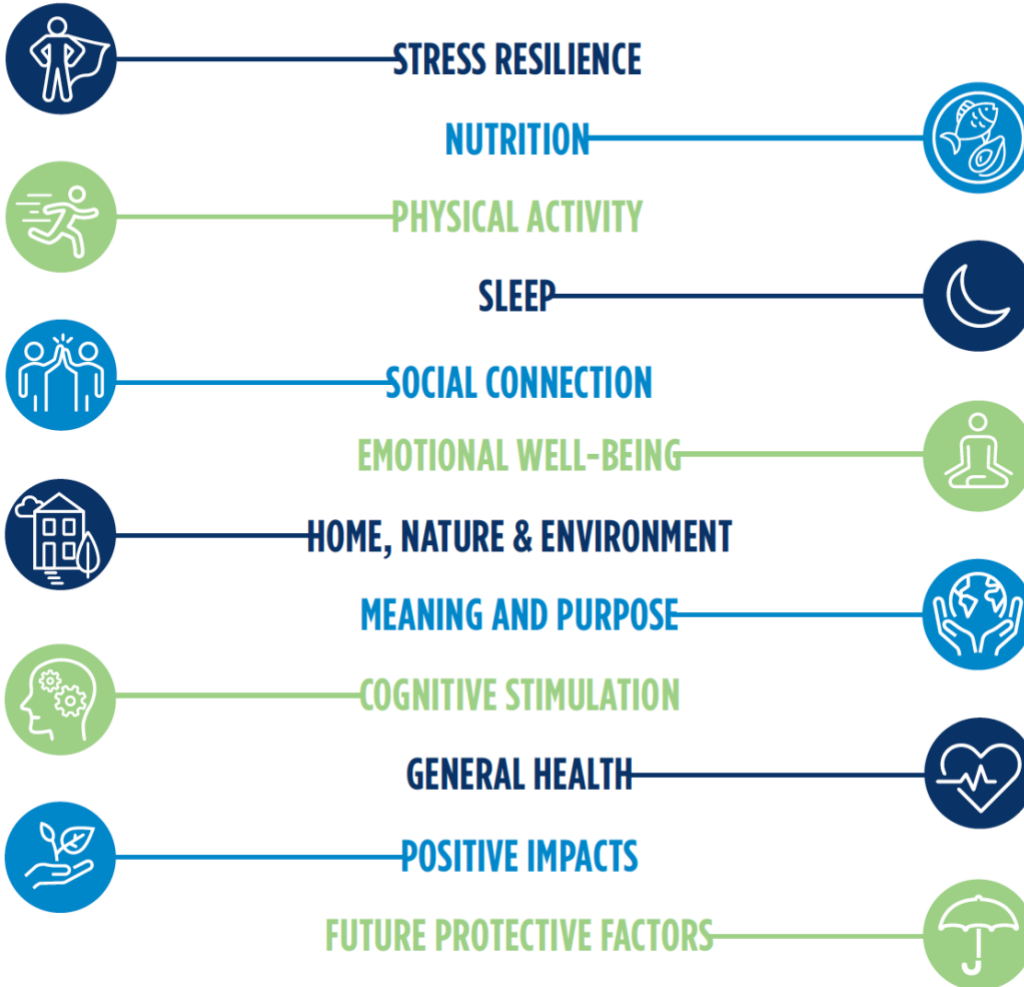 STRESS RESILIENCE
NUTRITION
PHYSICAL ACTIVITY
SLEEP
SOCIAL CONNECTION
EMOTIONAL WELL-BEING
HOME, NATURE & ENVIRONMENT
MEANING AND PURPOSE
COGNITIVE STIMULATION
GENERAL HEALTH
POSITIVE IMPACTS
FUTURE PROTECTIVE FACTORS